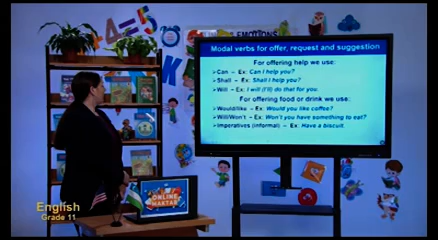 4=5
EMOTIONS
Modal verbs for offer, request and suggestion
For offering help we use:
Can – Ex: Can I help you?
Shall – Ex: Shall I help you?
Will – Ex: I will (I'll) do that for you.
For offering food or drink we use:
Would/like – Ex: Would you like coffee?
Will/Won't – Ex: Won't you have something to eat?
Imperatives (informal) – Ex: Have a biscuit.
ONLINE
MAKTAB
English
Grade 11